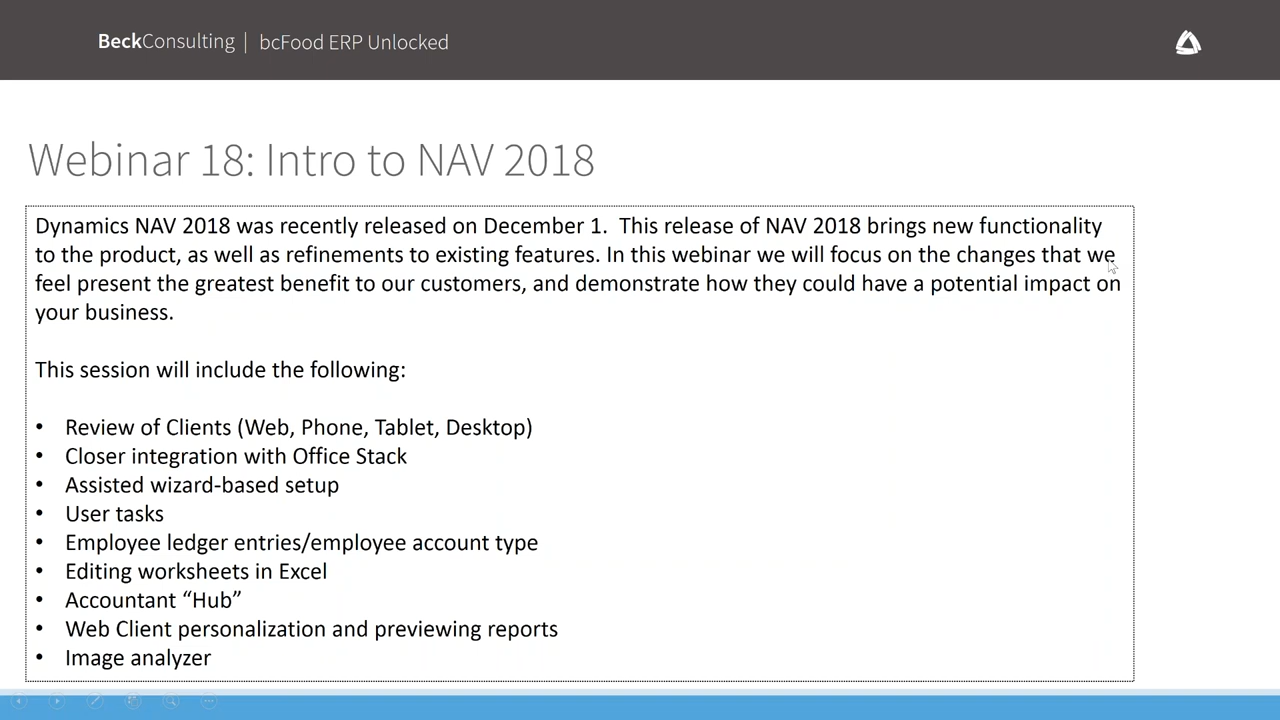 BeckConsulting | bcFood ERP Unlocked
Webinar 18: Intro to NAV 2018
Dynamics NAV 2018 was recently released on December 1.  This release of NAV 2018 brings new functionality
to the product, as well as refinements to existing features. In this webinar we will focus on the changes that we
feel present the greatest benefit to our customers, and demonstrate how they could have a potential impact on
your business.
This session will include the following:
• Review of Clients (Web, Phone, Tablet, Desktop)
• Closer integration with Office Stack
• Assisted wizard-based setup
• User tasks
• Employee ledger entries/employee account type
• Editing worksheets in Excel
• Accountant “Hub”
• Web Client personalization and previewing reports
• Image analyzer